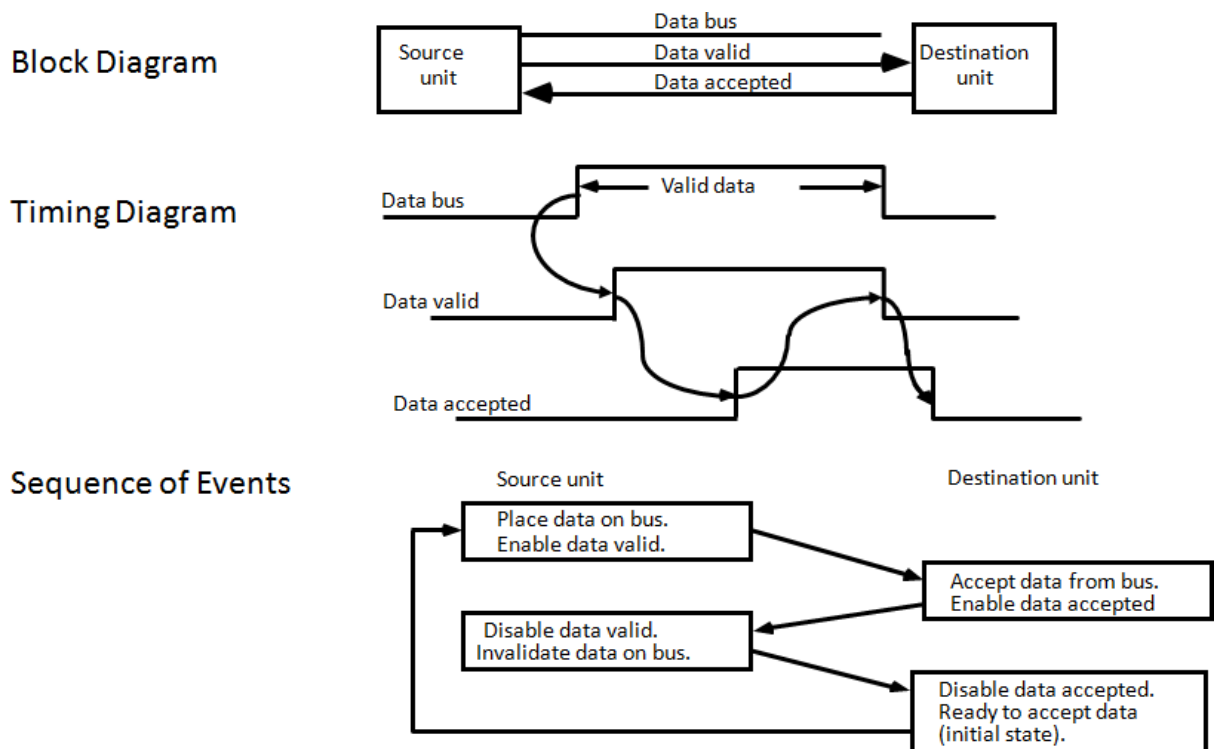 Block Diagram
Source
unit
Data bus
Data valid
Data accepted
Destination
unit
Timing Diagram
Data bus
Valid data
Data valid
Data accepted
Sequence of Events
Source unit
Destination unit
Place data on bus.
Enable data valid.
Accept data from bus.
Enable data accepted
Disable data valid.
Invalidate data on bus.
Disable data accepted.
Ready to accept data
(initial state).